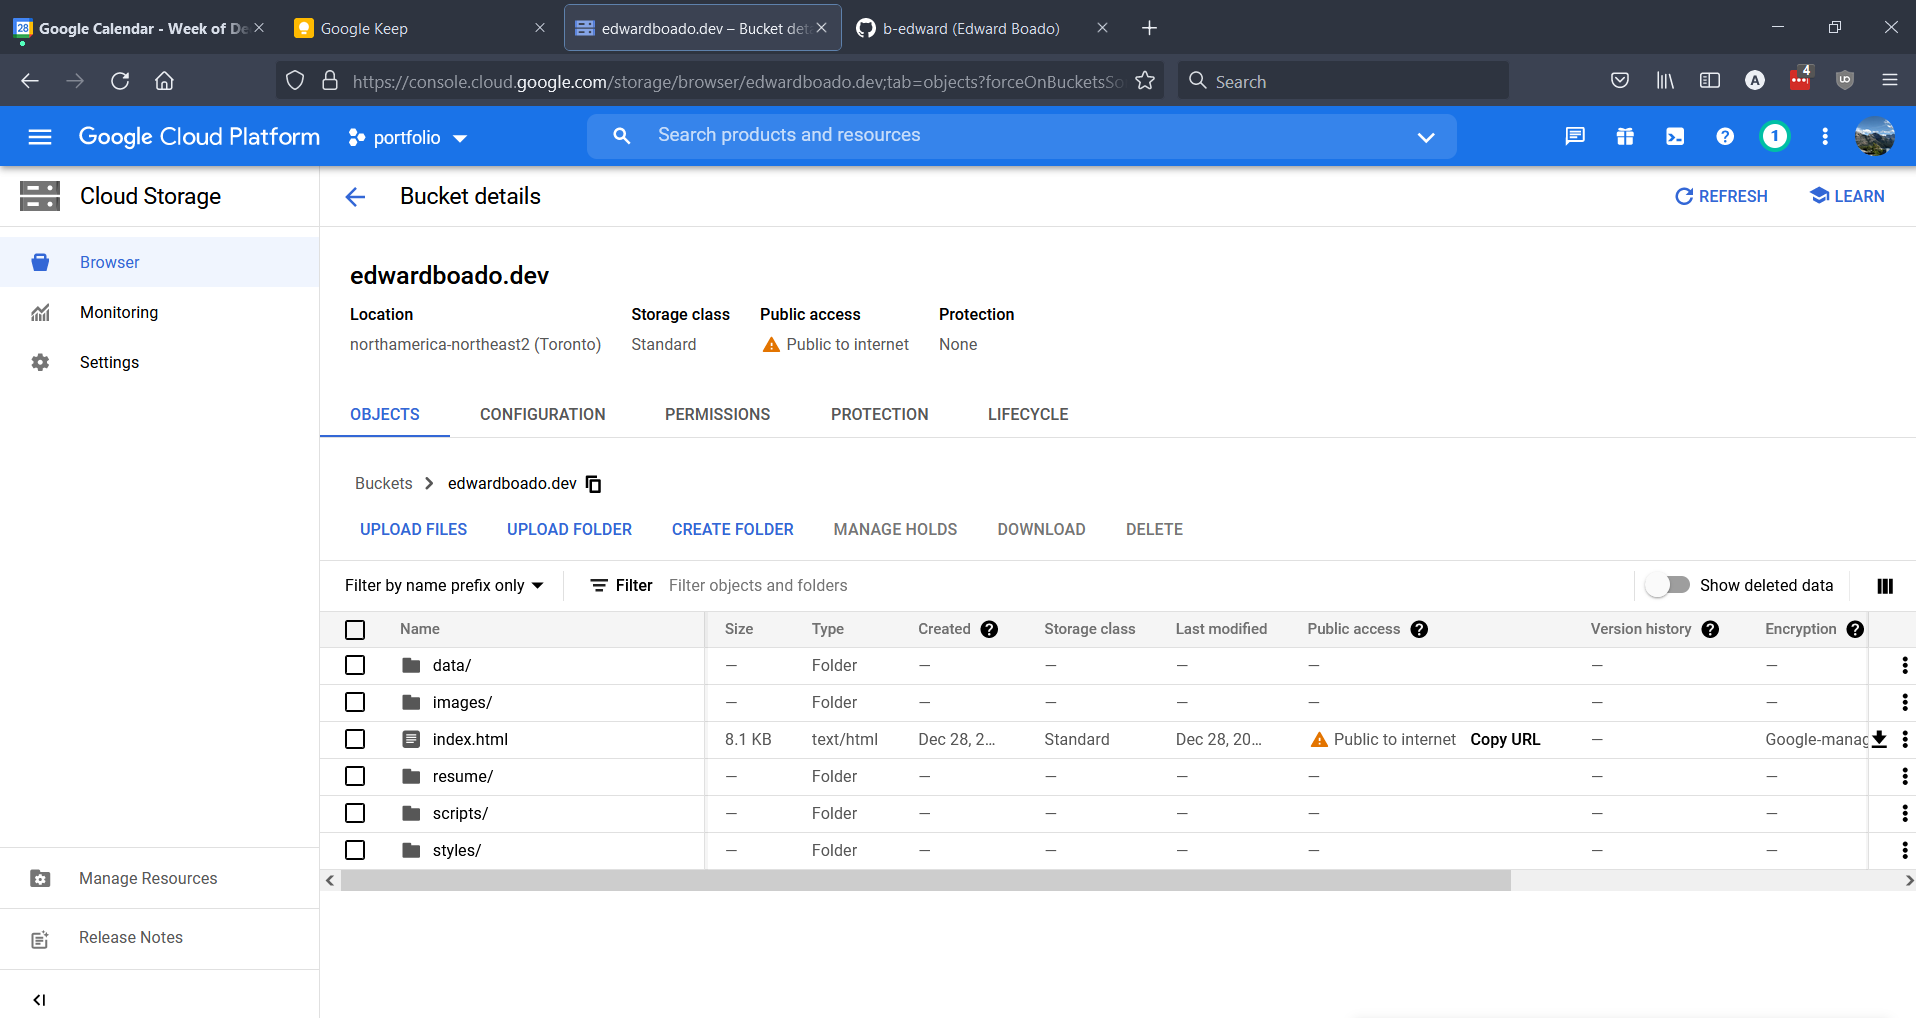 Google Calendar - Week of De
Google Keep
edwardboado.dev – Bucket deta
b-edward (Edward Boado)
https://console.cloud.google.com/storage/browser/edwardboado.dev;tab=objects?forceOnBucketsSo
Search
A
4
UD
Google Cloud Platform
portfolio
Search products and resources
1
Cloud Storage
Bucket details
REFRESH
LEARN
Browser
Monitoring
Settings
edwardboado.dev
Location Storage class Public access Protection
northamerica-northeast2 (Toronto) Standard Public to internet None
OBJECTS CONFIGURATION PERMISSIONS PROTECTION LIFECYCLE
Buckets > edwardboado.dev
UPLOAD FILES UPLOAD FOLDER CREATE FOLDER MANAGE HOLDS DOWNLOAD DELETE
Filter by name prefix only Filter Filter objects and folders Show deleted data
Name Size Type Created Storage class Last modified Public access Version history Encryption
data/ — Folder — — — — — —
images/ — Folder — — — — — —
index.html 8.1 KB text/html Dec 28, 2... Standard Dec 28, 20... Public to internet Copy URL — Google-manag
resume/ — Folder — — — — — —
scripts/ — Folder — — — — — —
styles/ — Folder — — — — — —
Manage Resources
Release Notes